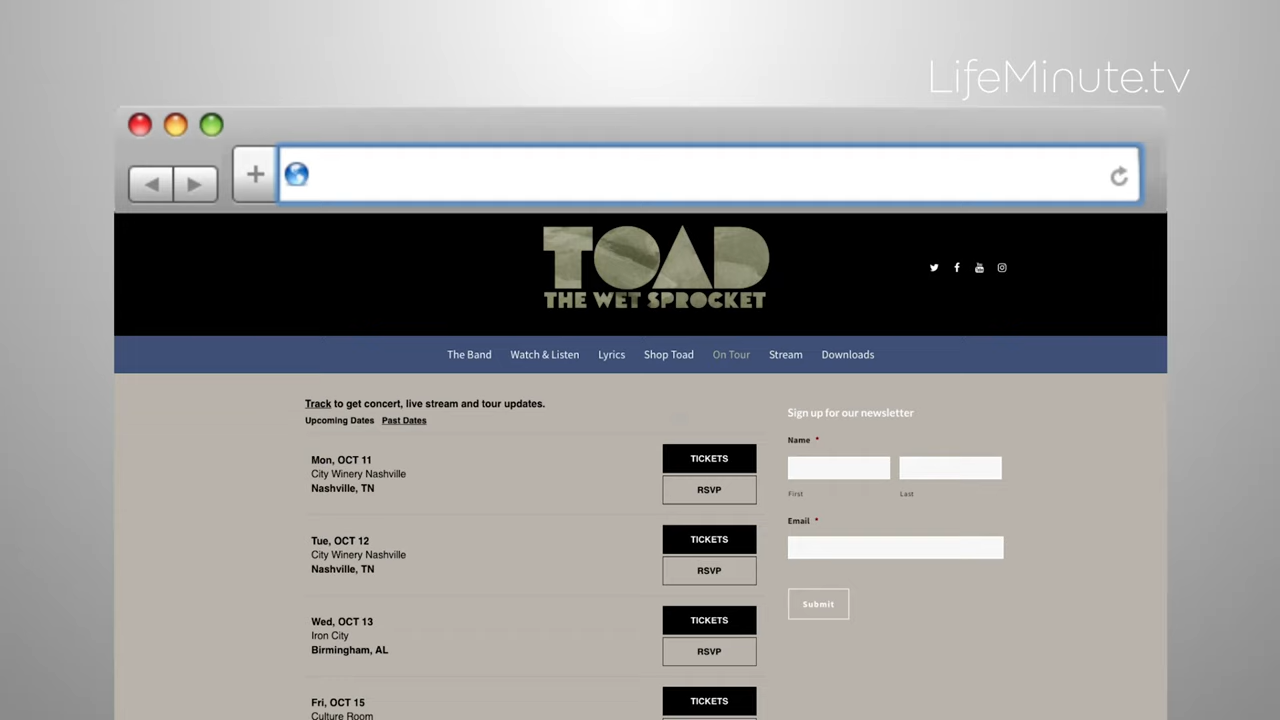 LifeMinute.tv
TOAD
THE WET SPROCKET
The Band Watch & Listen Lyrics Shop Toad On Tour Stream Downloads
Track to get concert, live stream and tour updates.
Upcoming Dates Past Dates
Mon, OCT 11
City Winery Nashville
Nashville, TN
TICKETS
RSVP
Tue, OCT 12
City Winery Nashville
Nashville, TN
TICKETS
RSVP
Wed, OCT 13
Iron City
Birmingham, AL
TICKETS
RSVP
Fri, OCT 15
Culture Room
TICKETS
Sign up for our newsletter
Name *
First Last
Email *
Submit